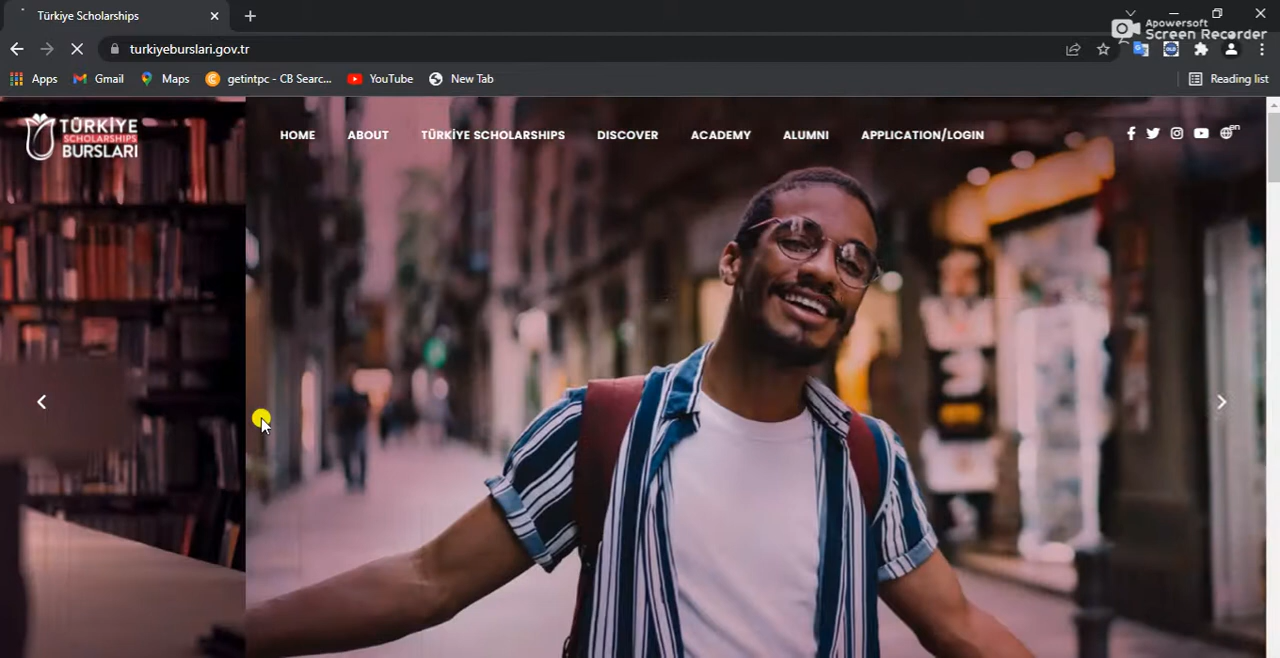 Türkiye Scholarships
Apowersoft
Screen Recorder
turkiyeburslari.gov.tr
Apps
Gmail
Maps
getintpc - CB Searc...
YouTube
New Tab
Reading list
TÜRKİYE
SCHOLARSHIPS
BURSLARI
HOME
ABOUT
TÜRKİYE SCHOLARSHIPS
DISCOVER
ACADEMY
ALUMNI
APPLICATION/LOGIN
en